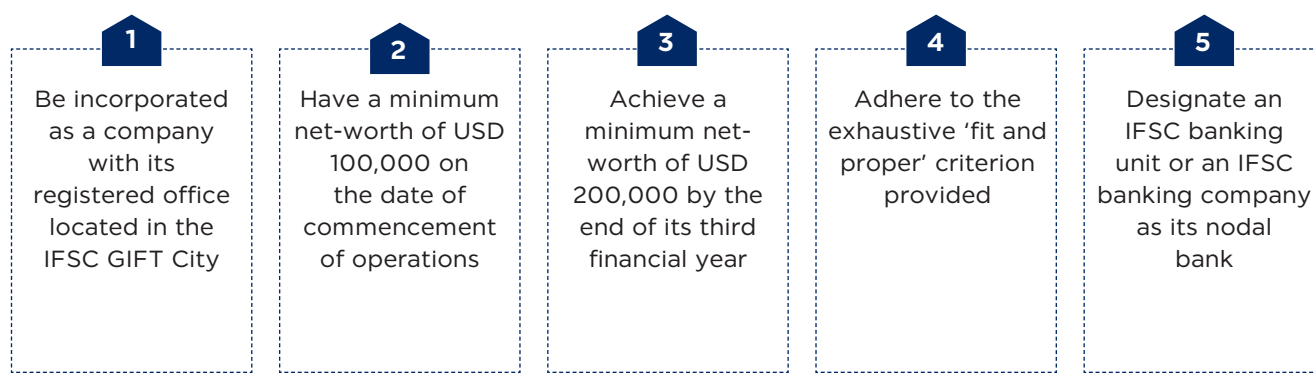 1
Be incorporated
as a company
with its
registered office
located in the
IFSC GIFT City
2
Have a minimum
net-worth of USD
100,000 on
the date of
commencement
of operations
3
Achieve a
minimum net-
worth of USD
200,000 by the
end of its third
financial year
4
Adhere to the
exhaustive ‘fit and
proper’ criterion
provided
5
Designate an
IFSC banking
unit or an IFSC
banking company
as its nodal
bank